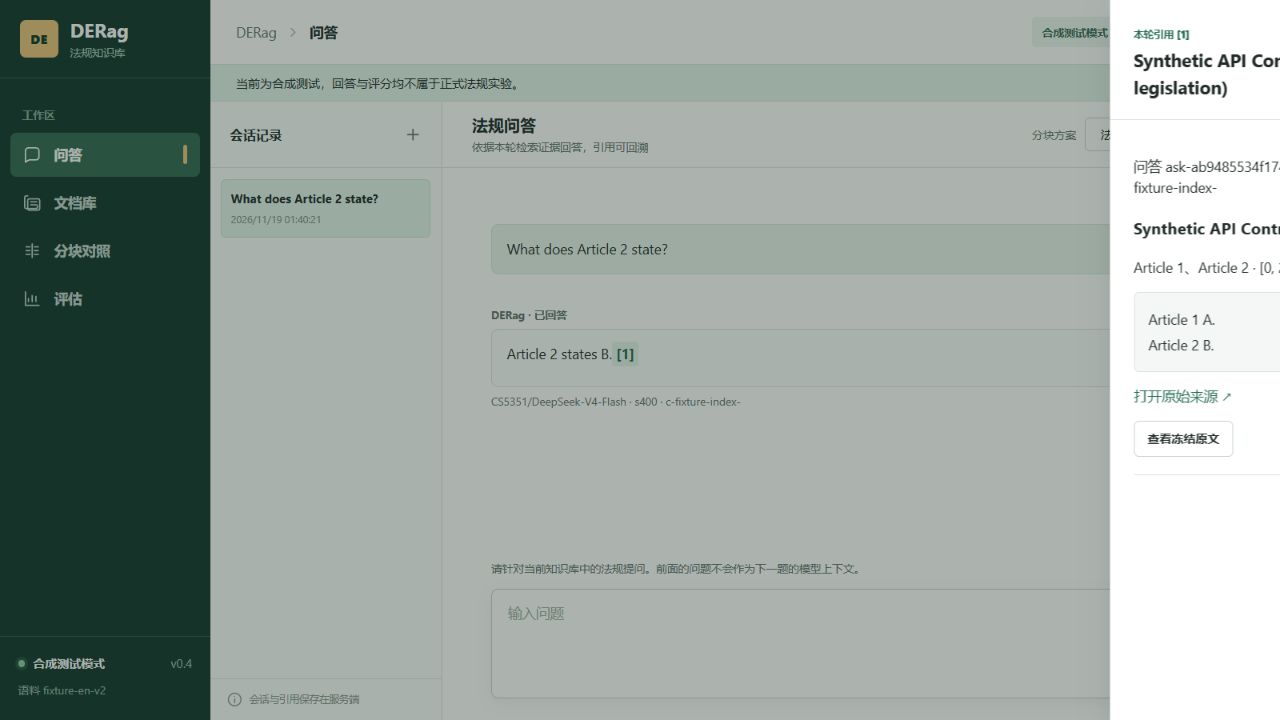 DE
DERag
法规知识库
工作区
问答
文档库
分块对照
评估
合成测试模式
v0.4
语料 fixture-en-v2
DERag > 问答
合成测试模式
当前为合成测试，回答与评分均不属于正式法规实验。
会话记录
What does Article 2 state?
2026/11/19 01:40:21
会话与引用保存在服务端
法规问答
依据本轮检索证据回答，引用可回溯
分块方案
法
What does Article 2 state?
DERag · 已回答
Article 2 states B. [1]
CS5351/DeepSeek-V4-Flash · s400 · c-fixture-index-
请针对当前知识库中的法规提问。前面的问题不会作为下一题的模型上下文。
输入问题
本轮引用 [1]
Synthetic API Con
legislation)
问答 ask-ab9485534f174
fixture-index-
Synthetic API Contr
Article 1、Article 2 · [0, 2
Article 1 A.
Article 2 B.
打开原始来源 ↗
查看冻结原文